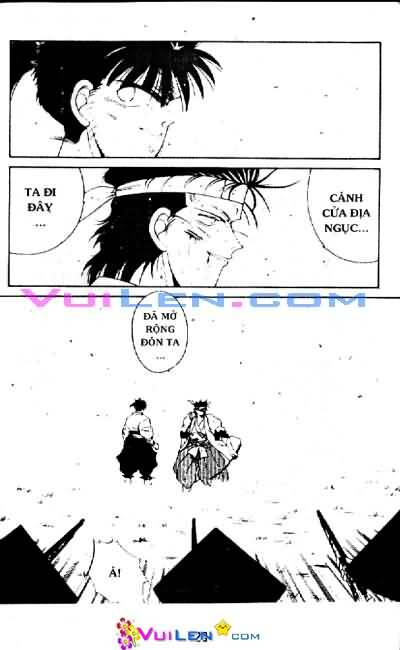 CÁNH
CỬA ĐỊA
NGỤC...
TA ĐI
ĐÂY
...
VuiLen.com
ĐÃ MỞ
RỘNG
ĐÓN TA
...
Á!
VuiLen
.com